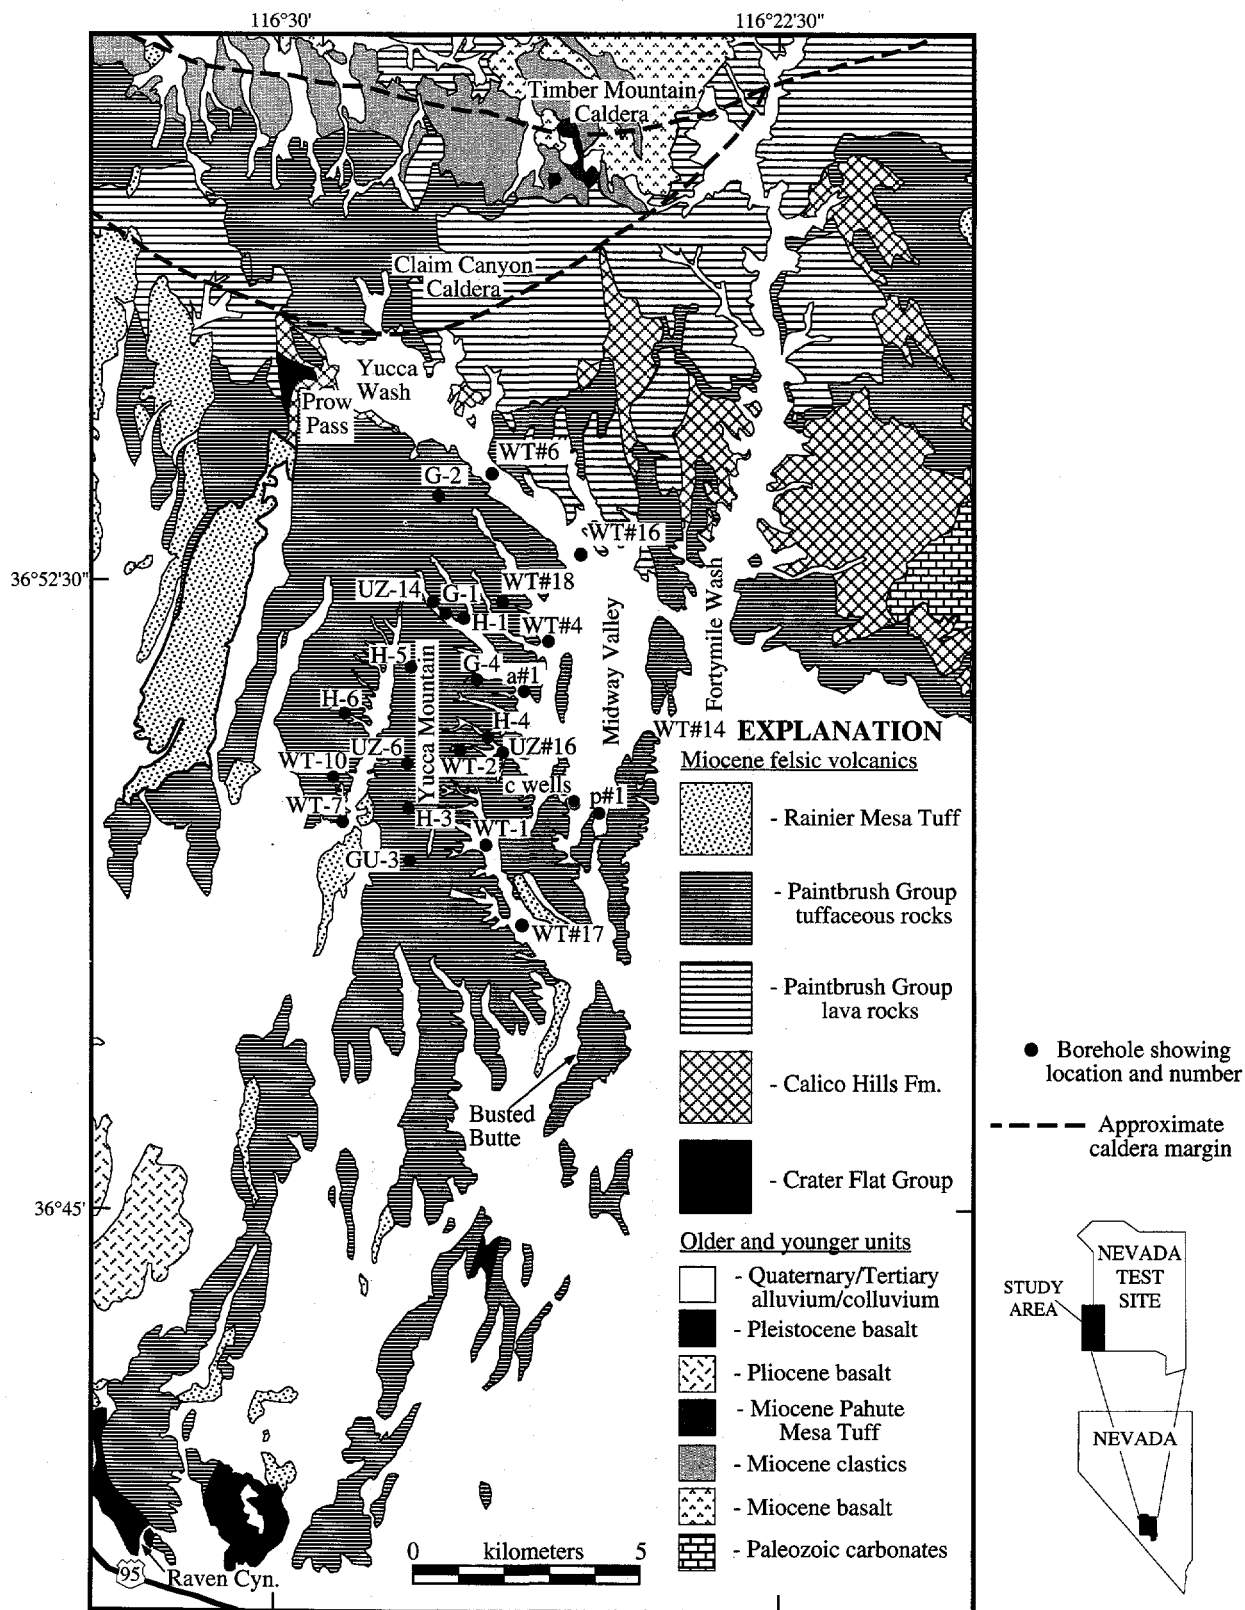 116°30'
116°22'30"
Timber Mountain
Caldera
Claim Canyon
Caldera
Yucca
Wash
Prow
Pass
WT#6
G-2
WT#16
36°52'30"
UZ-14
G-1
WT#18
H-1
WT#4
H-5
G-4
a#1
H-6
H-4
UZ-6
UZ#16
WT-10
WT-2
c wells
WT-7
p#1
H-3
WT-1
GU-3
WT#17
Yucca Mountain
Midway Valley
Fortymile Wash
WT#14
Busted
Butte
36°45'
95
Raven Cyn.
0 kilometers 5
EXPLANATION
Miocene felsic volcanics
- Rainier Mesa Tuff
- Paintbrush Group
tuffaceous rocks
- Paintbrush Group
lava rocks
- Calico Hills Fm.
- Crater Flat Group
Older and younger units
- Quaternary/Tertiary
alluvium/colluvium
- Pleistocene basalt
- Pliocene basalt
- Miocene Pahute
Mesa Tuff
- Miocene clastics
- Miocene basalt
- Paleozoic carbonates
Borehole showing
location and number
Approximate
caldera margin
NEVADA
TEST
SITE
STUDY
AREA
NEVADA